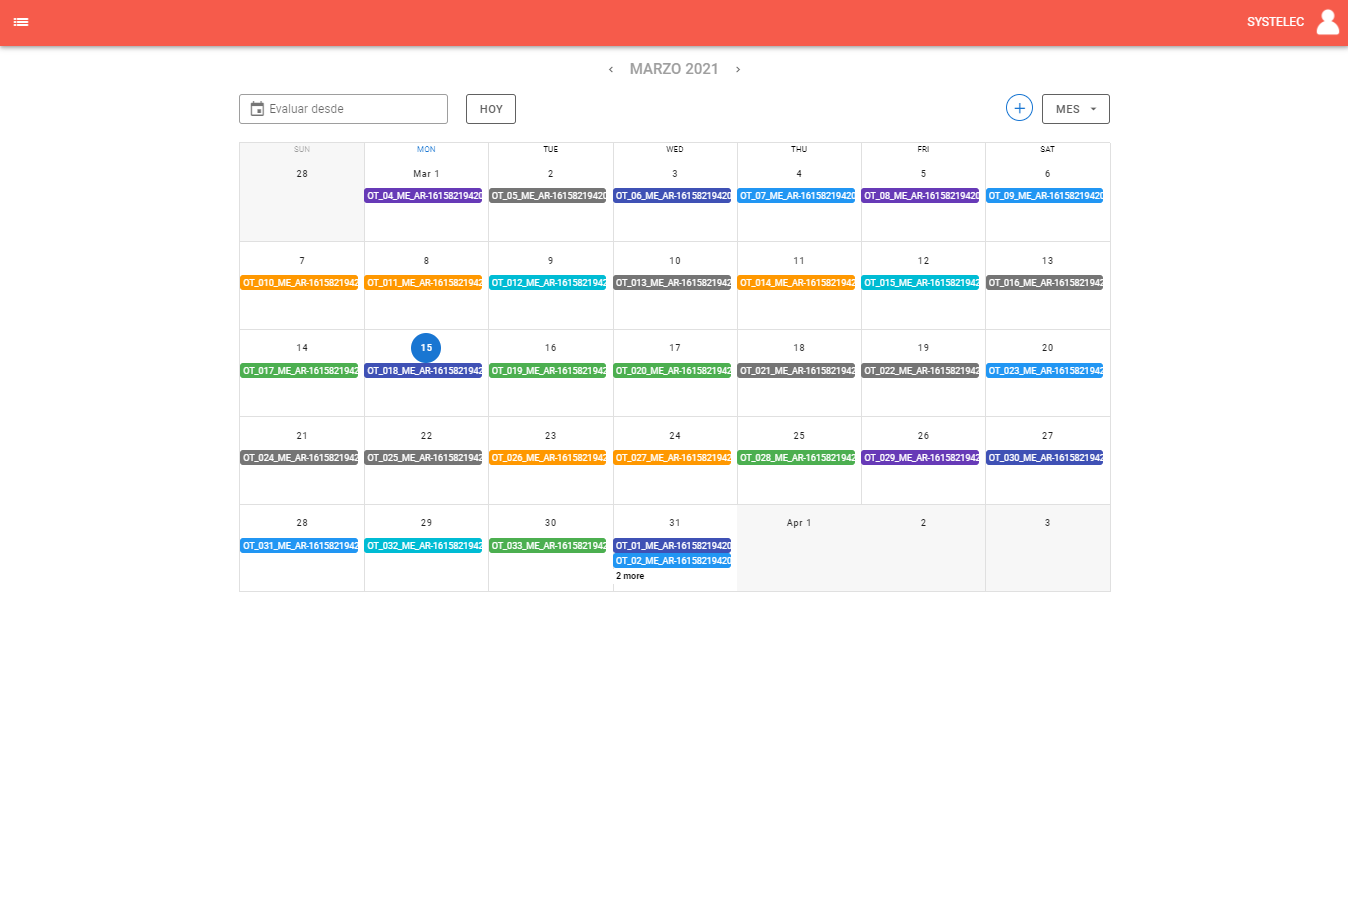 SYSTELEC
MARZO 2021
Evaluar desde HOY MES
SUN MON TUE WED THU FRI SAT
28 Mar 1 2 3 4 5 6
OT_04_ME_AR-16158219420 OT_05_ME_AR-16158219420 OT_06_ME_AR-16158219420 OT_07_ME_AR-16158219420 OT_08_ME_AR-16158219420 OT_09_ME_AR-16158219420
7 8 9 10 11 12 13
OT_010_ME_AR-1615821942 OT_011_ME_AR-1615821942 OT_012_ME_AR-1615821942 OT_013_ME_AR-1615821942 OT_014_ME_AR-1615821942 OT_015_ME_AR-1615821942 OT_016_ME_AR-1615821942
14 15 16 17 18 19 20
OT_017_ME_AR-1615821942 OT_018_ME_AR-1615821942 OT_019_ME_AR-1615821942 OT_020_ME_AR-1615821942 OT_021_ME_AR-1615821942 OT_022_ME_AR-1615821942 OT_023_ME_AR-1615821942
21 22 23 24 25 26 27
OT_024_ME_AR-1615821942 OT_025_ME_AR-1615821942 OT_026_ME_AR-1615821942 OT_027_ME_AR-1615821942 OT_028_ME_AR-1615821942 OT_029_ME_AR-1615821942 OT_030_ME_AR-1615821942
28 29 30 31 Apr 1 2 3
OT_031_ME_AR-1615821942 OT_032_ME_AR-1615821942 OT_033_ME_AR-1615821942 OT_01_ME_AR-16158219420
OT_02_ME_AR-16158219420
2 more